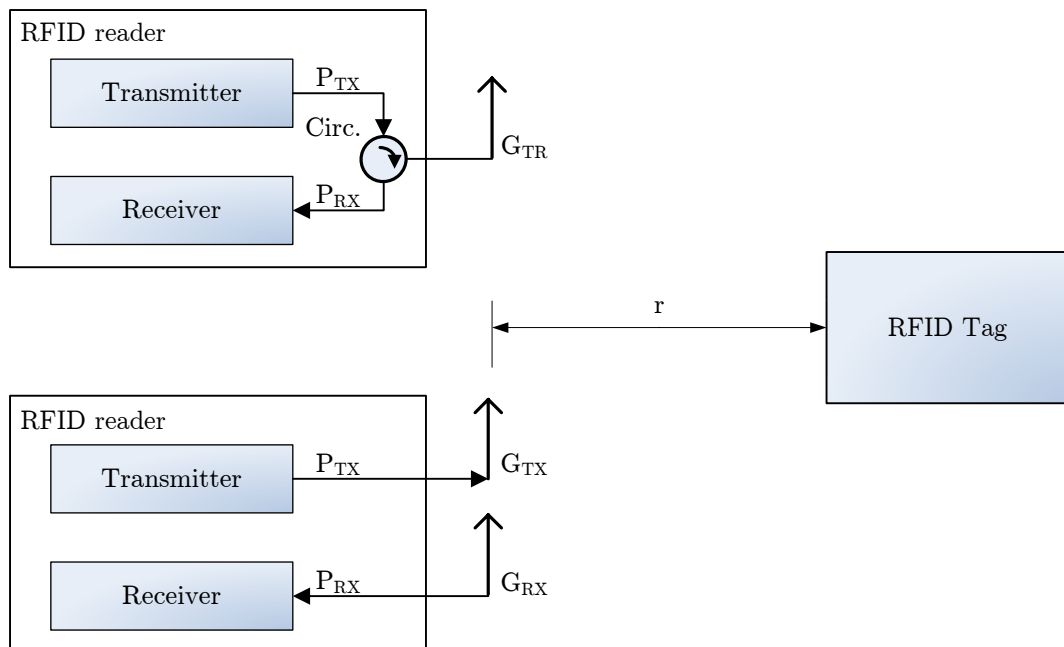 RFID reader
Transmitter
P_TX
Circ.
G_TR
P_RX
Receiver
r
RFID Tag
RFID reader
Transmitter
P_TX
G_TX
P_RX
G_RX
Receiver